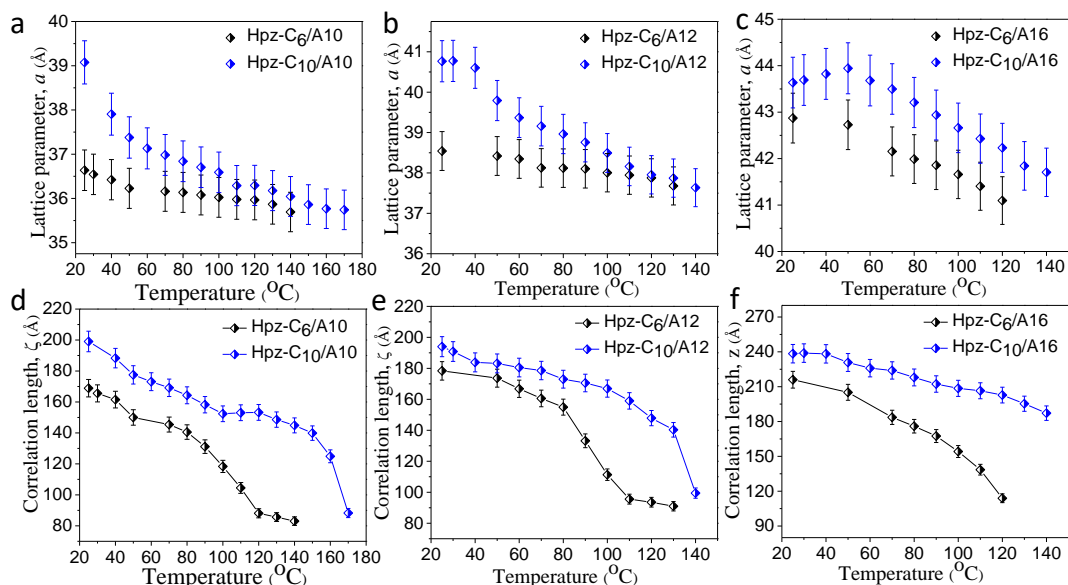 a
Hpz-C6/A10
Hpz-C10/A10
Lattice parameter, a (Å)
40
39
38
37
36
35
20 40 60 80 100 120 140 160 180
Temperature (OC)
b
Hpz-C6/A12
Hpz-C10/A12
Lattice parameter, a (Å)
42
41
40
39
38
37
36
20 40 60 80 100 120 140
Temperature (OC)
c
Hpz-C6/A16
Hpz-C10/A16
Lattice parameter, a (Å)
45
44
43
42
41
40
20 40 60 80 100 120 140
Temperature (OC)
d
Hpz-C6/A10
Hpz-C10/A10
Correlation length, ζ (Å)
220
200
180
160
140
120
100
80
20 40 60 80 100 120 140 160 180
Temperature (OC)
e
Hpz-C6/A12
Hpz-C10/A12
Correlation length, ζ (Å)
220
200
180
160
140
120
100
80
20 40 60 80 100 120 140
Temperature (OC)
f
Hpz-C6/A16
Hpz-C10/A16
Correlation length, z (Å)
270
240
210
180
150
120
90
20 40 60 80 100 120 140
Temperature (OC)